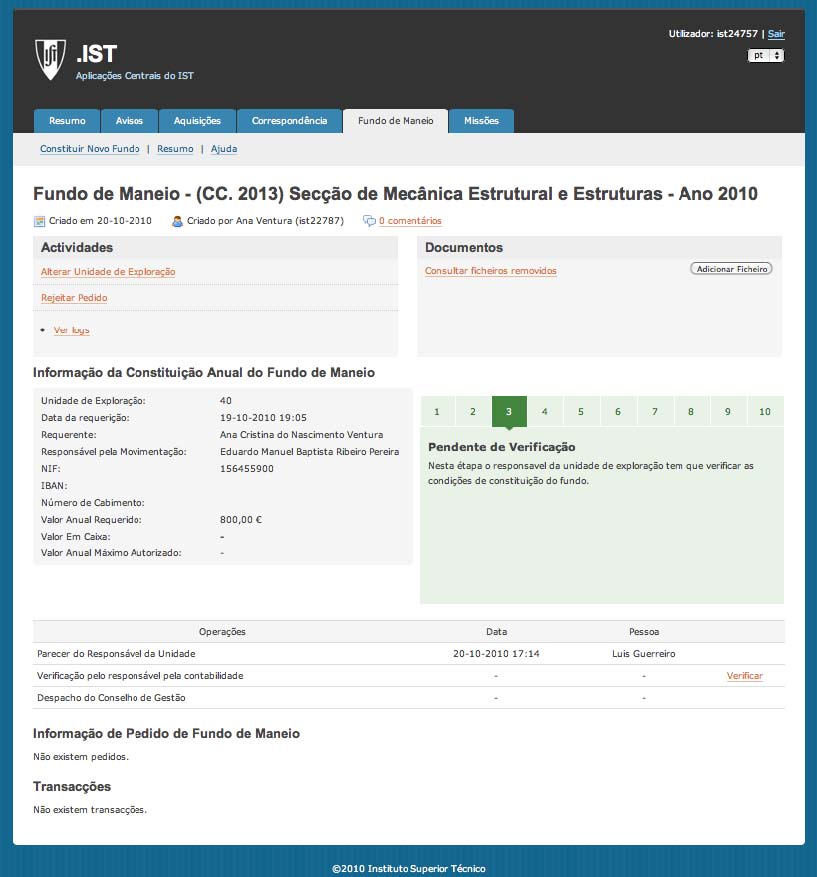 Utilizador: ist24757 | Sair
.IST
Aplicações Centrais do IST
pt
Resumo Avisos Aquisições Correspondência Fundo de Maneio Missões
Constituir Novo Fundo | Resumo | Ajuda
Fundo de Maneio - (CC. 2013) Secção de Mecânica Estrutural e Estruturas - Ano 2010
Criado em 20-10-2010 Criado por Ana Ventura (ist22787) 0 comentários
Actividades
Alterar Unidade de Exploração
Rejeitar Pedido
Ver logs
Documentos
Consultar ficheiros removidos Adicionar Ficheiro
Informação da Constituição Anual do Fundo de Maneio
Unidade de Exploração: 40
Data da requerição: 19-10-2010 19:05
Requerente: Ana Cristina do Nascimento Ventura
Responsável pela Movimentação: Eduardo Manuel Baptista Ribeiro Pereira
NIF: 156455900
IBAN:
Número de Cabimento:
Valor Anual Requerido: 800,00 €
Valor Em Caixa: -
Valor Anual Máximo Autorizado: -
1 2 3 4 5 6 7 8 9 10
Pendente de Verificação
Nesta étapa o responsavel da unidade de exploração tem que verificar as
condições de constituição do fundo.
Operações Data Pessoa
Parecer do Responsável da Unidade 20-10-2010 17:14 Luis Guerreiro
Verificação pelo responsável pela contabilidade - - Verificar
Despacho do Conselho de Gestão - -
Informação de Pedido de Fundo de Maneio
Não existem pedidos.
Transacções
Não existem transacções.
©2010 Instituto Superior Técnico